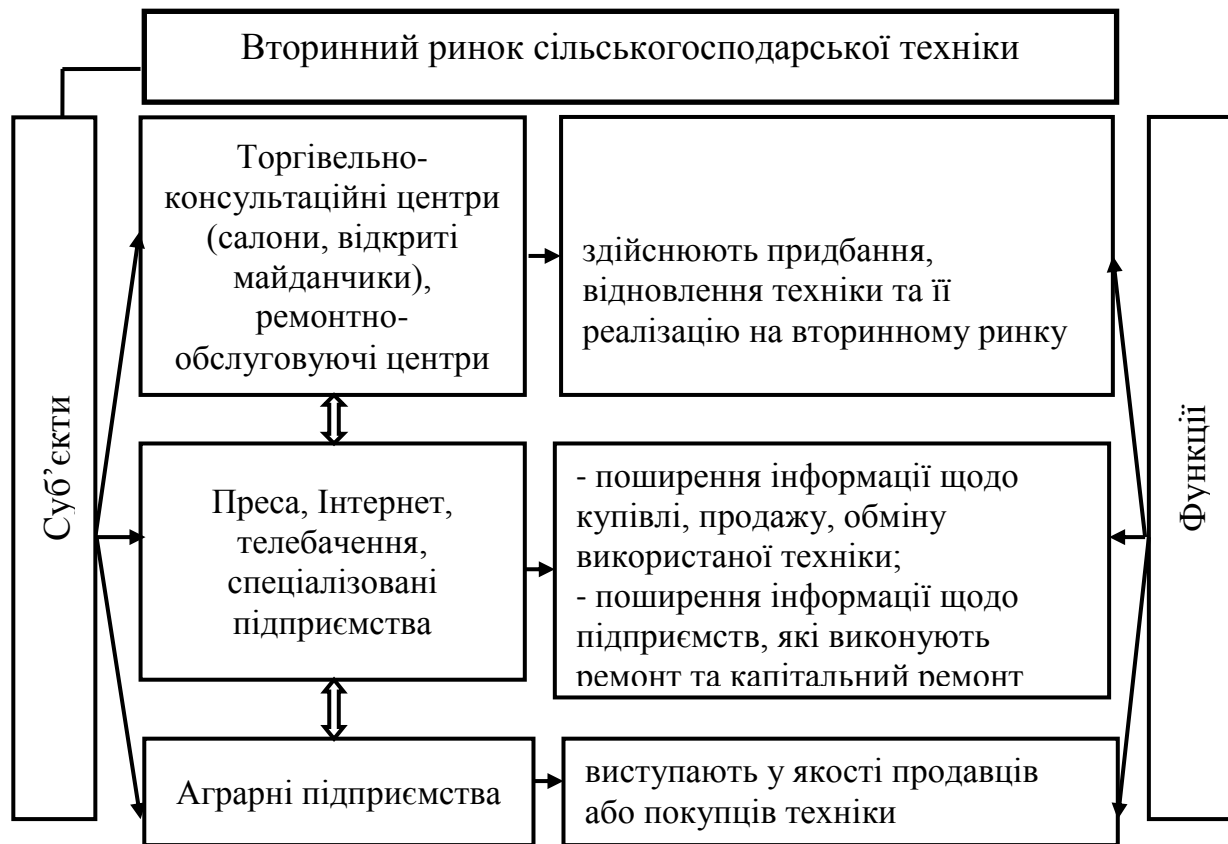 Вторинний ринок сільськогосподарської техніки
Суб’єкти
Торгівельно-
консультаційні центри
(салони, відкриті
майданчики),
ремонтно-
обслуговуючі центри
здійснюють придбання,
відновлення техніки та її
реалізацію на вторинному ринку
Преса, Інтернет,
телебачення,
спеціалізовані
підприємства
- поширення інформації щодо
купівлі, продажу, обміну
використаної техніки;
- поширення інформації щодо
підприємств, які виконують
ремонт та капітальний ремонт
Аграрні підприємства
виступають у якості продавців
або покупців техніки
Функції